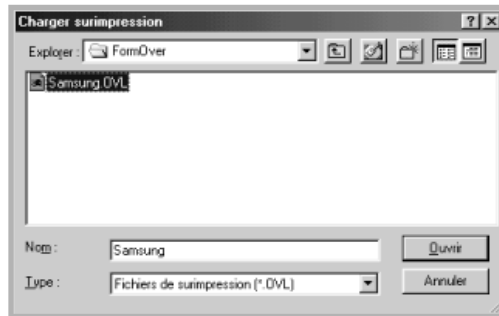 Charger surimpression
Explorer : FormOver
Samsung.OVL
Nom : Samsung Ouvrir
Type : Fichiers de surimpression (*.OVL) Annuler